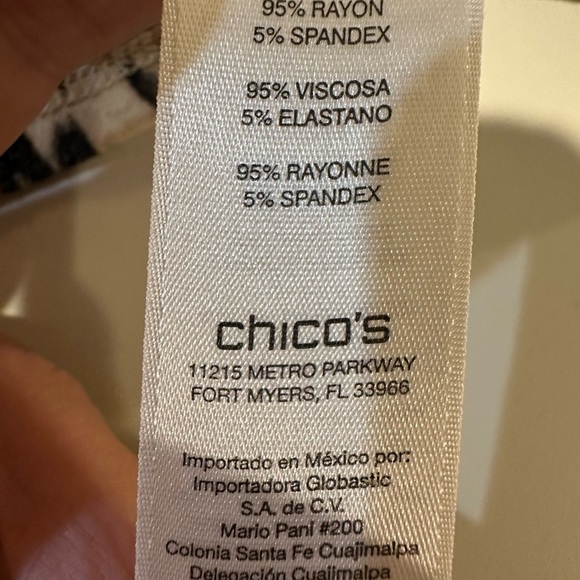 95% RAYON
5% SPANDEX
95% VISCOSA
5% ELASTANO
95% RAYONNE
5% SPANDEX
chico's
11215 METRO PARKWAY
FORT MYERS, FL 33966
Importado en México por:
Importadora Globastic
S.A. de C.V.
Mario Pani #200
Colonia Santa Fe Cuajimalpa
Delegación Cuajimalpa